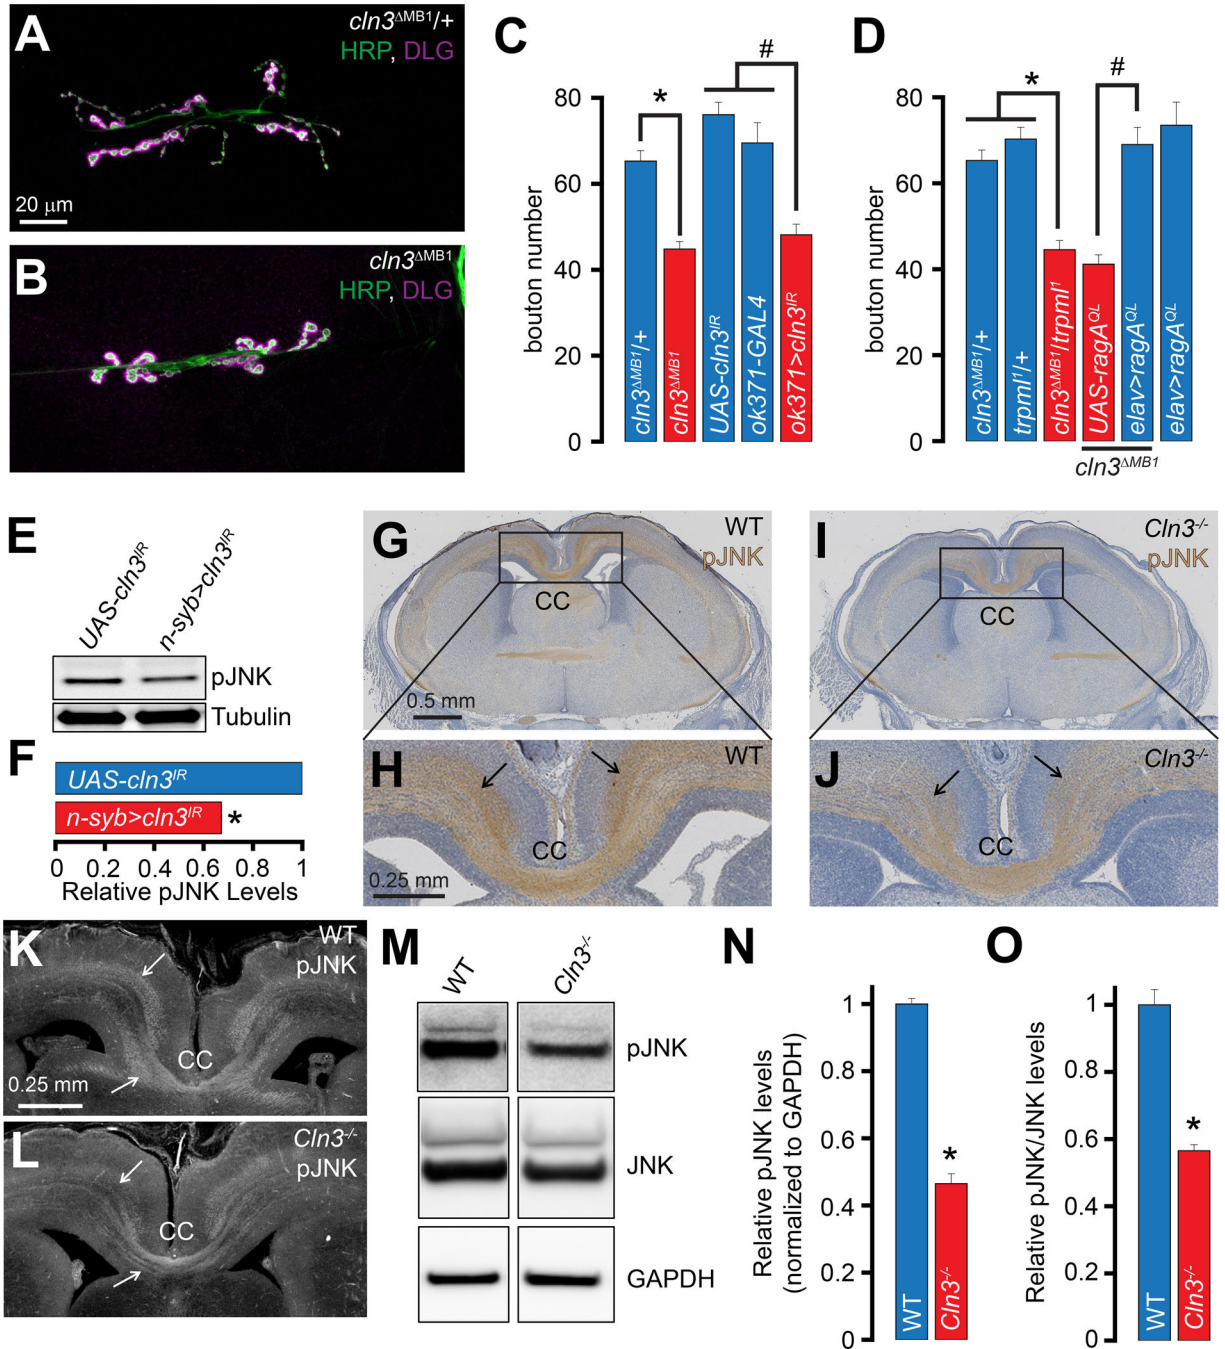 A
cln3ΔMB1/+
HRP, DLG
20 μm
B
cln3ΔMB1
HRP, DLG
C
bouton number
80
60
40
20
0
*
#
cln3ΔMB1/+
cln3ΔMB1
UAS-cln3IR
ok371-GAL4
ok371>cln3IR
D
bouton number
80
60
40
20
0
*
#
cln3ΔMB1/+
trpml1/+
cln3ΔMB1/trpml1
UAS-ragAQL
elav>ragAQL
elav>ragAQL
cln3ΔMB1
E
UAS-cln3IR
n-syb>cln3IR
pJNK
Tubulin
F
UAS-cln3IR
n-syb>cln3IR *
0 0.2 0.4 0.6 0.8 1
Relative pJNK Levels
G
WT
pJNK
CC
0.5 mm
H
WT
CC
0.25 mm
I
Cln3-/-
pJNK
CC
J
Cln3-/-
CC
K
WT
pJNK
CC
0.25 mm
L
Cln3-/-
pJNK
CC
M
WT
Cln3-/-
pJNK
JNK
GAPDH
N
Relative pJNK levels
(normalized to GAPDH)
1
0.8
0.6
0.4
0.2
0
*
WT
Cln3-/-
O
Relative pJNK/JNK levels
1
0.8
0.6
0.4
0.2
0
*
WT
Cln3-/-